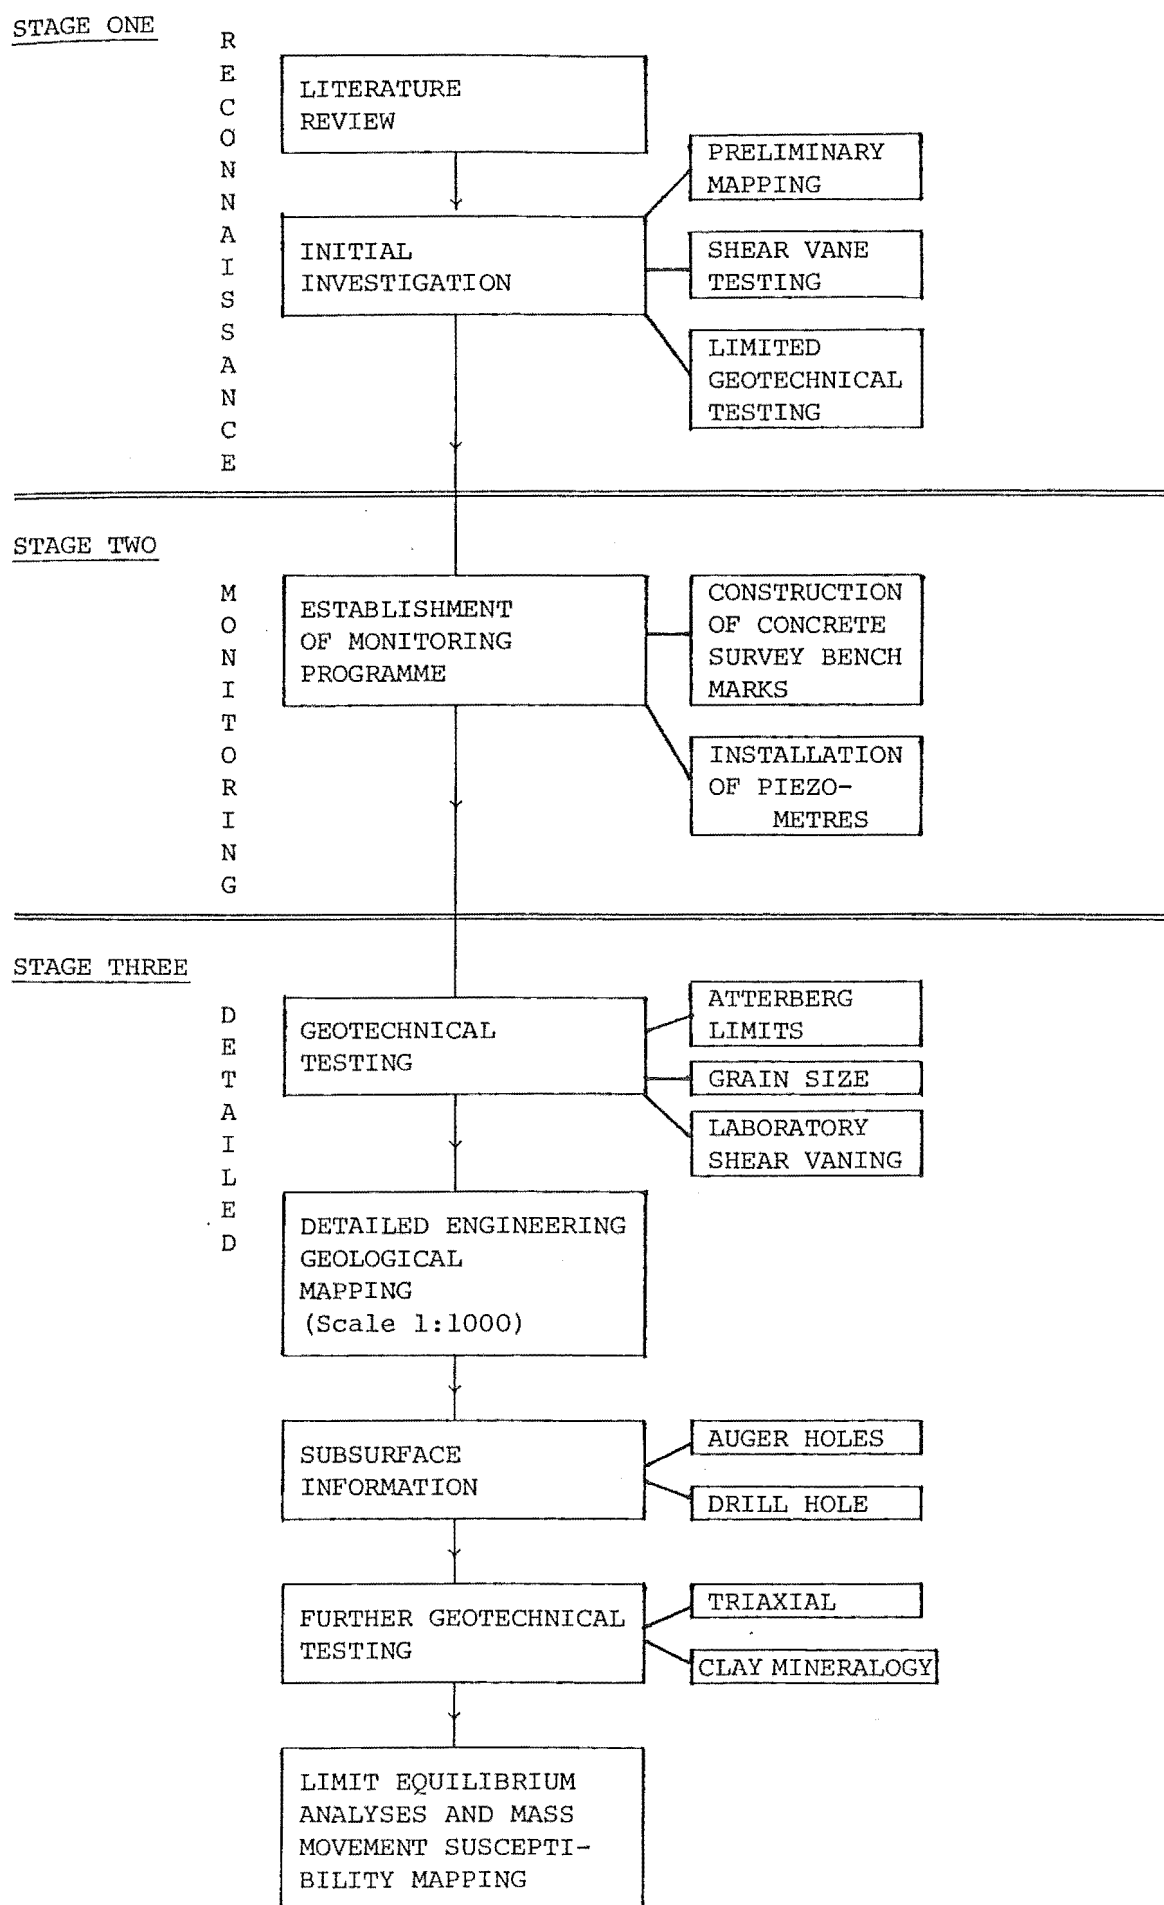 STAGE ONE
RECONNAISSANCE
LITERATURE
REVIEW
INITIAL
INVESTIGATION
PRELIMINARY
MAPPING
SHEAR VANE
TESTING
LIMITED
GEOTECHNICAL
TESTING
STAGE TWO
MONITORING
ESTABLISHMENT
OF MONITORING
PROGRAMME
CONSTRUCTION
OF CONCRETE
SURVEY BENCH
MARKS
INSTALLATION
OF PIEZO-
METRES
STAGE THREE
DETAILED
GEOTECHNICAL
TESTING
ATTERBERG
LIMITS
GRAIN SIZE
LABORATORY
SHEAR VANING
DETAILED ENGINEERING
GEOLOGICAL
MAPPING
(Scale 1:1000)
SUBSURFACE
INFORMATION
AUGER HOLES
DRILL HOLE
FURTHER GEOTECHNICAL
TESTING
TRIAXIAL
CLAY MINERALOGY
LIMIT EQUILIBRIUM
ANALYSES AND MASS
MOVEMENT SUSCEPTI-
BILITY MAPPING